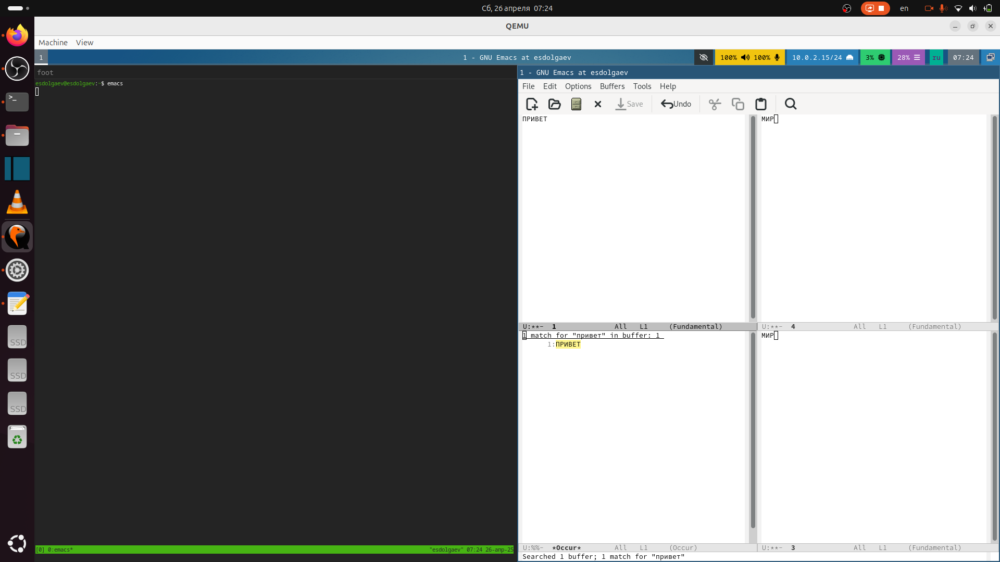 Сб, 26 апреля 07:24
en
QEMU
Machine View
1
1 - GNU Emacs at esdolgaev
100% 100%
10.0.2.15/24
3%
28%
ru
07:24
foot
esdolgaev@esdolgaev:~$ emacs
[0] 0:emacs*
"esdolgaev" 07:24 26-апр-25
1 - GNU Emacs at esdolgaev
File Edit Options Buffers Tools Help
Save
Undo
ПРИВЕТ
МИР
U:**- 1 All L1 (Fundamental)
U:**- 4 All L1 (Fundamental)
1 match for "привет" in buffer: 1
1:ПРИВЕТ
МИР
U:%%- *Occur* All L1 (Occur)
U:**- 3 All L1 (Fundamental)
Searched 1 buffer; 1 match for "привет"
>_
SSD
SSD
SSD